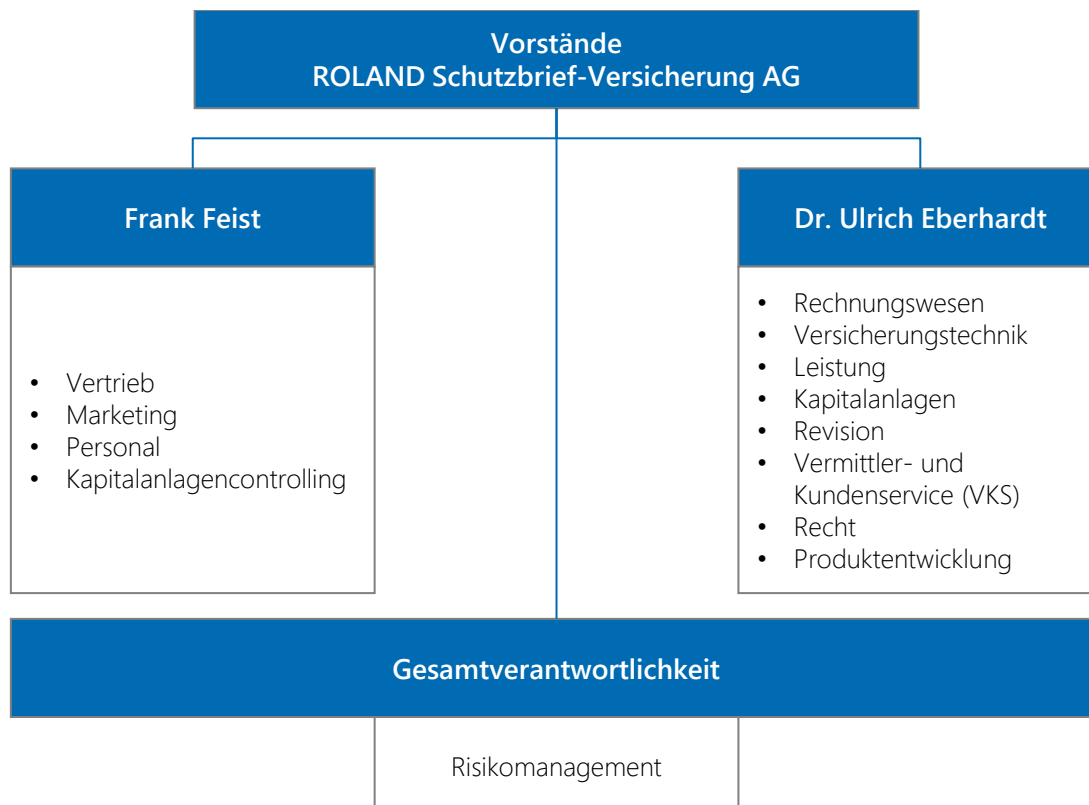 Vorstände
ROLAND Schutzbrief-Versicherung AG
Frank Feist
• Vertrieb
• Marketing
• Personal
• Kapitalanlagencontrolling
Dr. Ulrich Eberhardt
• Rechnungswesen
• Versicherungstechnik
• Leistung
• Kapitalanlagen
• Revision
• Vermittler- und
Kundenservice (VKS)
• Recht
• Produktentwicklung
Gesamtverantwortlichkeit
Risikomanagement